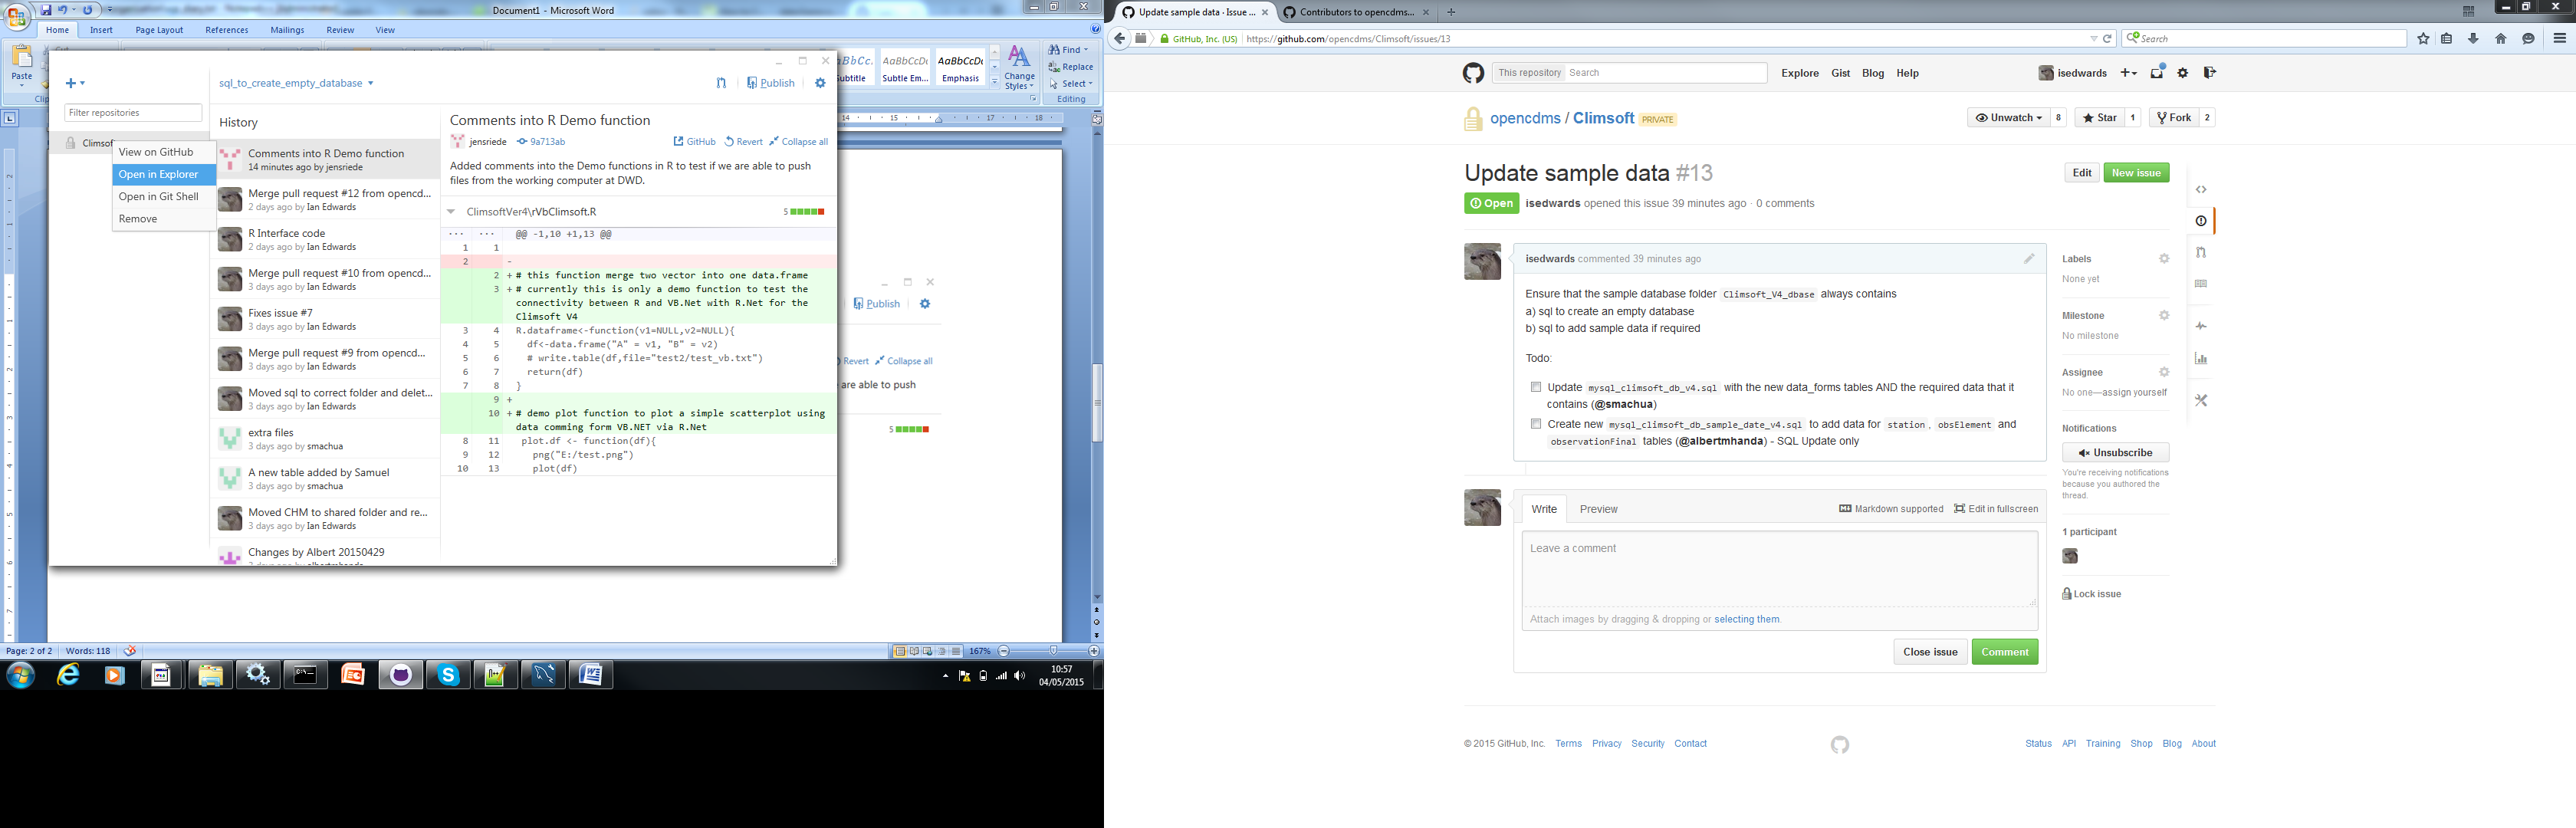 Document1 - Microsoft Word
Home Insert Page Layout References Mailings Review View
Paste
Subtitle Subtle Em... Emphasis
AaBbCc. AaBbCcDt AaBbCcDt
Change Styles
Find
Replace
Select
Editing
sql_to_create_empty_database
Publish
Filter repositories
History
View on GitHub
Open in Explorer
Open in Git Shell
Remove
Comments into R Demo function
14 minutes ago by jensriede
Merge pull request #12 from opencd...
2 days ago by Ian Edwards
R Interface code
2 days ago by Ian Edwards
Merge pull request #10 from opencd...
3 days ago by Ian Edwards
Fixes issue #7
3 days ago by Ian Edwards
Merge pull request #9 from opencdm...
3 days ago by Ian Edwards
Moved sql to correct folder and delet...
3 days ago by Ian Edwards
extra files
3 days ago by smachua
A new table added by Samuel
3 days ago by smachua
Moved CHM to shared folder and re...
3 days ago by Ian Edwards
Changes by Albert 20150429
Comments into R Demo function
jensriede 9a713ab GitHub Revert Collapse all
Added comments into the Demo functions in R to test if we are able to push
files from the working computer at DWD.
ClimsoftVer4\rVbClimsoft.R 5
... ... @@ -1,10 +1,13 @@
1 1
2 -
2 + # this function merge two vector into one data.frame
3 + # currently this is only a demo function to test the
connectivity between R and VB.Net with R.Net for the
Climsoft V4
3 4 R.dataframe<-function(v1=NULL,v2=NULL){
4 5 df<-data.frame("A" = v1, "B" = v2)
5 6 # write.table(df,file="test2/test_vb.txt")
6 7 return(df)
7 8 }
9 +
10 + # demo plot function to plot a simple scatterplot using
data comming form VB.NET via R.Net
8 11 plot.df <- function(df){
9 12 png("E:/test.png")
10 13 plot(df)
Publish
Revert Collapse all
are able to push
5
Page: 2 of 2 Words: 118
167%
10:57
04/05/2015
Update sample data · Issue ...
Contributors to opencdms...
GitHub, Inc. (US) https://github.com/opencdms/Climsoft/issues/13
Search
This repository Search
Explore Gist Blog Help
isedwards
opencdms / Climsoft PRIVATE
Unwatch 8 Star 1 Fork 2
Update sample data #13
Edit New issue
Open isedwards opened this issue 39 minutes ago · 0 comments
isedwards commented 39 minutes ago
Ensure that the sample database folder Climsoft_V4_dbase always contains
a) sql to create an empty database
b) sql to add sample data if required
Todo:
Update mysql_climsoft_db_v4.sql with the new data_forms tables AND the required data that it
contains (@smachua)
Create new mysql_climsoft_db_sample_date_v4.sql to add data for station, obsElement and
observationFinal tables (@albertmhanda) - SQL Update only
Labels
None yet
Milestone
No milestone
Assignee
No one—assign yourself
Notifications
Unsubscribe
You're receiving notifications
because you authored the
thread.
1 participant
Lock issue
Write Preview
Markdown supported Edit in fullscreen
Leave a comment
Attach images by dragging & dropping or selecting them.
Close issue Comment
© 2015 GitHub, Inc. Terms Privacy Security Contact
Status API Training Shop Blog About